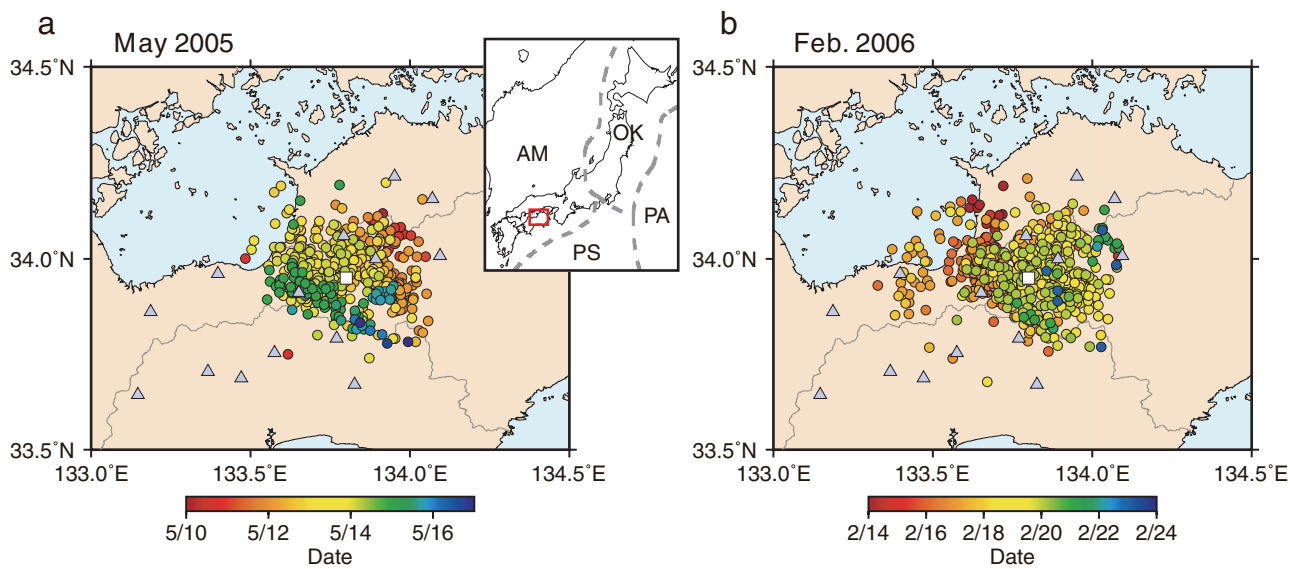 a
May 2005
34.5°N
34.0°N
33.5°N
133.0°E 133.5°E 134.0°E 134.5°E
AM
OK
PA
PS
5/10 5/12 5/14 5/16
Date
b
Feb. 2006
34.5°N
34.0°N
33.5°N
133.0°E 133.5°E 134.0°E 134.5°E
2/14 2/16 2/18 2/20 2/22 2/24
Date